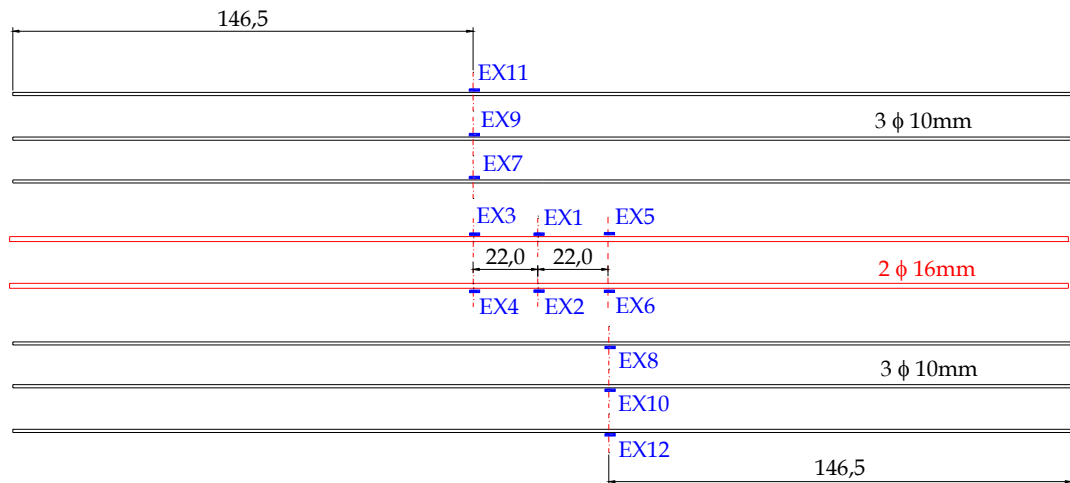 146,5
EX11
EX9
3 ϕ 10mm
EX7
EX3 EX1 EX5
22,0 22,0
2 ϕ 16mm
EX4 EX2 EX6
EX8
3 ϕ 10mm
EX10
EX12
146,5